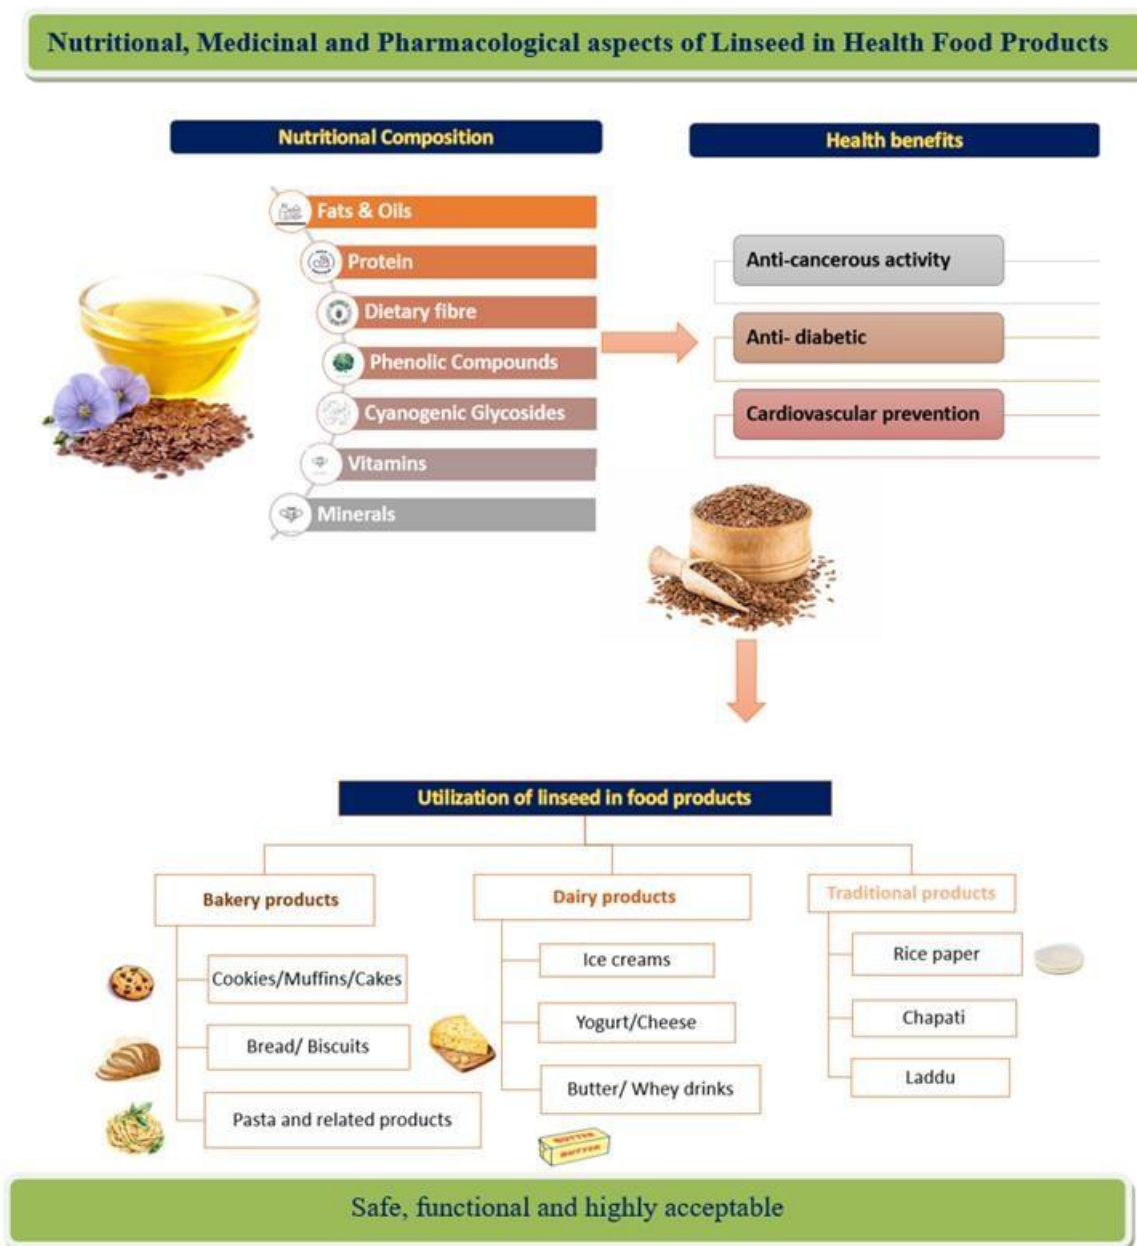 Nutritional, Medicinal and Pharmacological aspects of Linseed in Health Food Products
Nutritional Composition
Fats & Oils
Protein
Dietary fibre
Phenolic Compounds
Cyanogenic Glycosides
Vitamins
Minerals
Health benefits
Anti-cancerous activity
Anti- diabetic
Cardiovascular prevention
Utilization of linseed in food products
Bakery products
Cookies/Muffins/Cakes
Bread/ Biscuits
Pasta and related products
Dairy products
Ice creams
Yogurt/Cheese
Butter/ Whey drinks
BUTTER
BUTTER
Traditional products
Rice paper
Chapati
Laddu
Safe, functional and highly acceptable